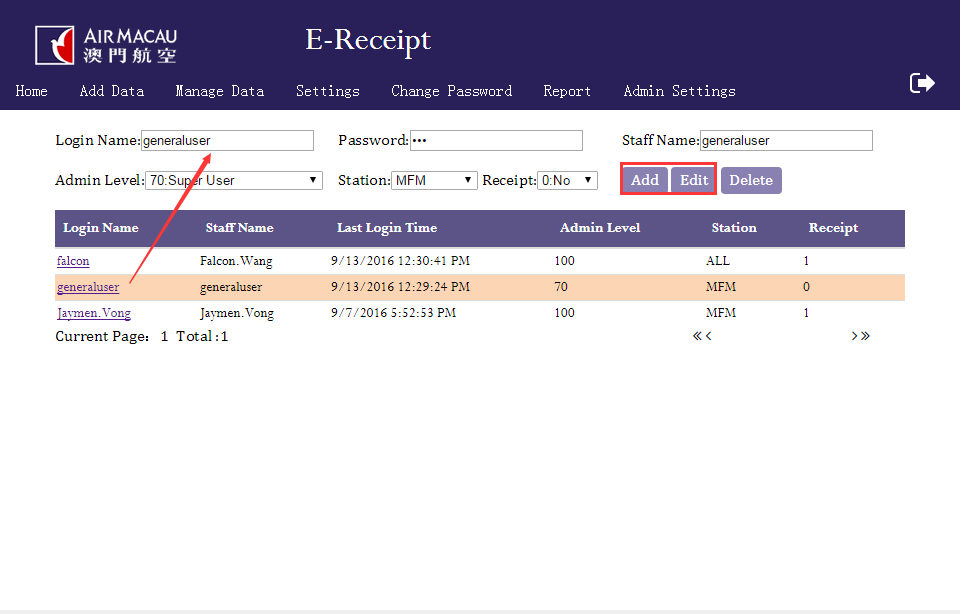 AIRMACAU
澳門航空
E-Receipt
Home Add Data Manage Data Settings Change Password Report Admin Settings
Login Name: generaluser Password: ••• Staff Name: generaluser
Admin Level: 70:Super User Station: MFM Receipt: 0:No Add Edit Delete
Login Name Staff Name Last Login Time Admin Level Station Receipt
falcon Falcon.Wang 9/13/2016 12:30:41 PM 100 ALL 1
generaluser generaluser 9/13/2016 12:29:24 PM 70 MFM 0
Jaymen.Vong Jaymen.Vong 9/7/2016 5:52:53 PM 100 MFM 1
Current Page: 1 Total:1 « ‹ › »